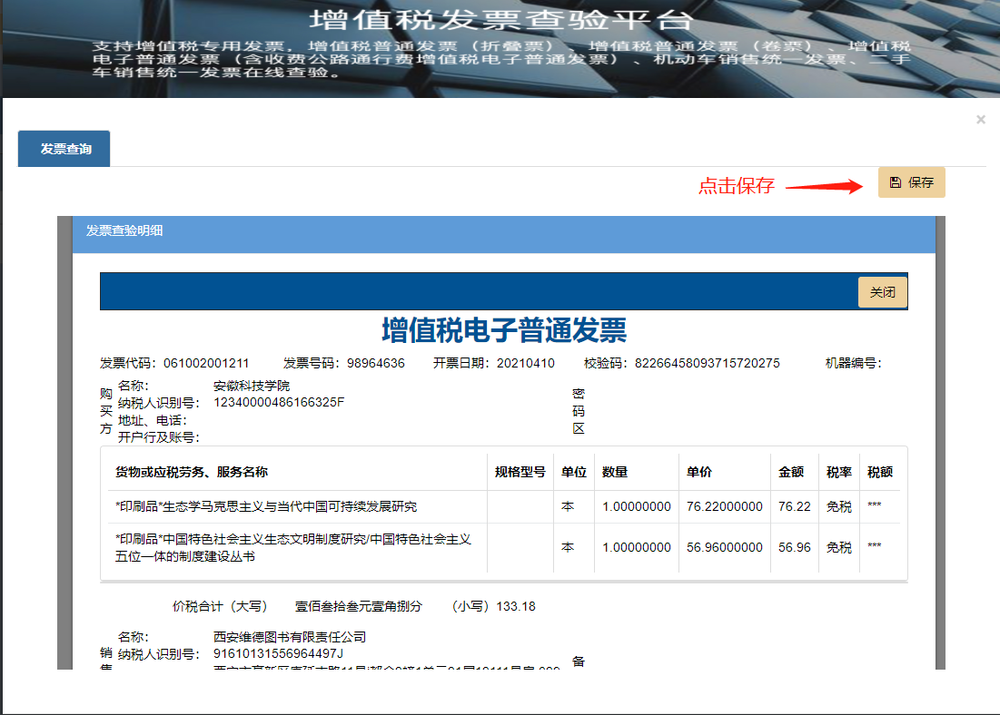 增值税发票查验平台
支持增值税专用发票，增值税普通发票（折叠票）、增值税普通发票（卷票）、增值税
电子普通发票（含收费公路通行费增值税电子普通发票）、机动车销售统一发票、二手
车销售统一发票在线查验。
×
发票查询
点击保存
保存
发票查验明细
关闭
增值税电子普通发票
发票代码：061002001211 发票号码：98964636 开票日期：20210410 校验码：82266458093715720275 机器编号：
购买方
名称： 安徽科技学院
纳税人识别号： 12340000486166325F
地址、电话：
开户行及账号：
密码区
货物或应税劳务、服务名称 规格型号 单位 数量 单价 金额 税率 税额
*印刷品*生态学马克思主义与当代中国可持续发展研究 本 1.00000000 76.22000000 76.22 免税 ***
*印刷品*中国特色社会主义生态文明制度研究/中国特色社会主义
五位一体的制度建设丛书 本 1.00000000 56.96000000 56.96 免税 ***
价税合计（大写） 壹佰叁拾叁元壹角捌分 （小写）133.18
销售
名称： 西安维德图书有限责任公司
纳税人识别号： 91610131556964497J
备